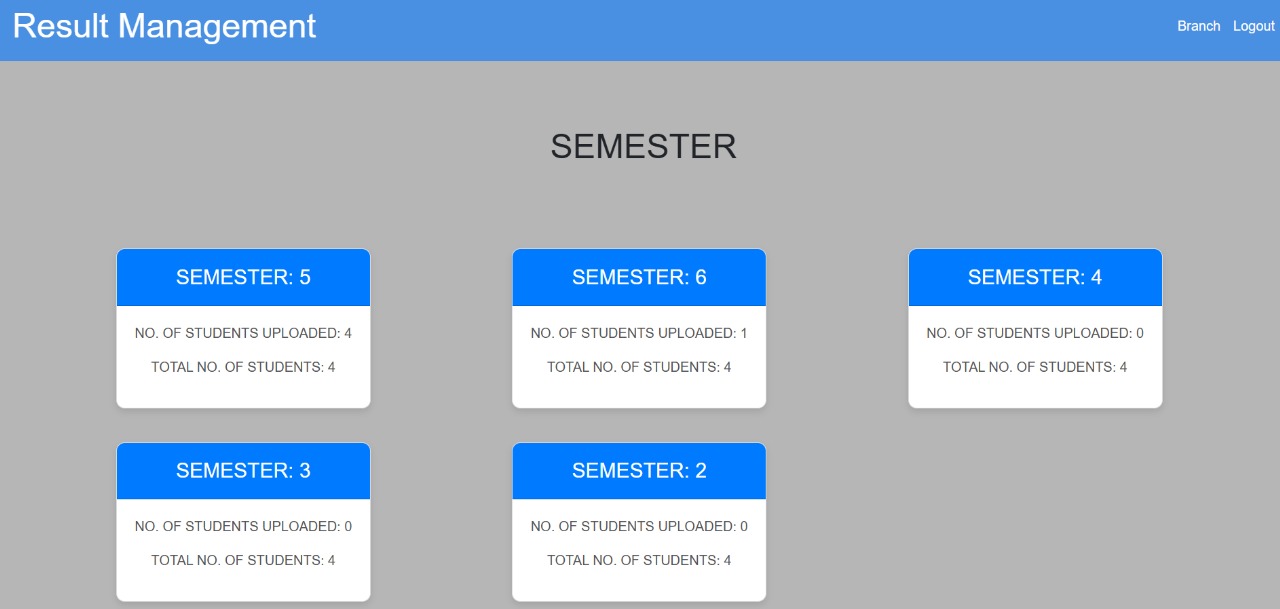 Result Management
Branch Logout
SEMESTER
SEMESTER: 5
NO. OF STUDENTS UPLOADED: 4
TOTAL NO. OF STUDENTS: 4
SEMESTER: 6
NO. OF STUDENTS UPLOADED: 1
TOTAL NO. OF STUDENTS: 4
SEMESTER: 4
NO. OF STUDENTS UPLOADED: 0
TOTAL NO. OF STUDENTS: 4
SEMESTER: 3
NO. OF STUDENTS UPLOADED: 0
TOTAL NO. OF STUDENTS: 4
SEMESTER: 2
NO. OF STUDENTS UPLOADED: 0
TOTAL NO. OF STUDENTS: 4